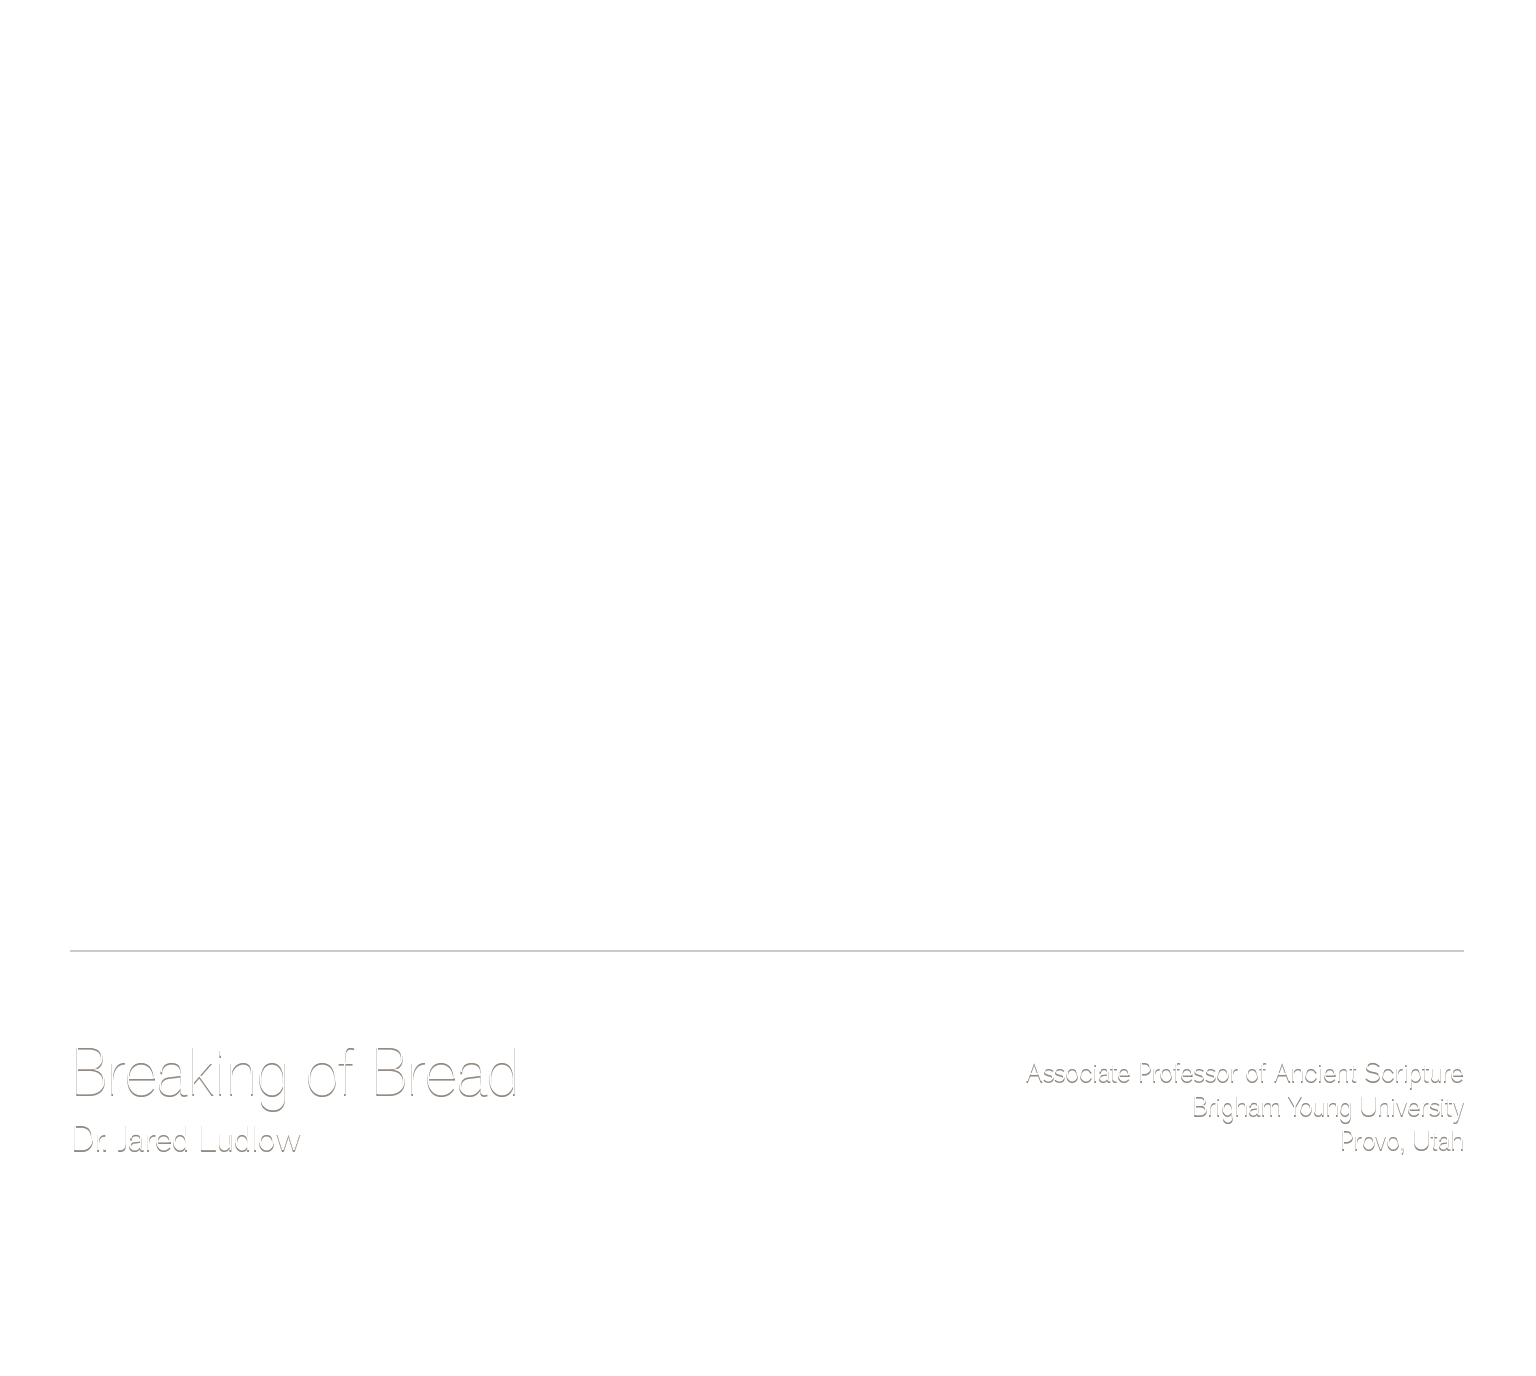 Breaking of Bread
Dr. Jared Ludlow
Associate Professor of Ancient Scripture
Brigham Young University
Provo, Utah